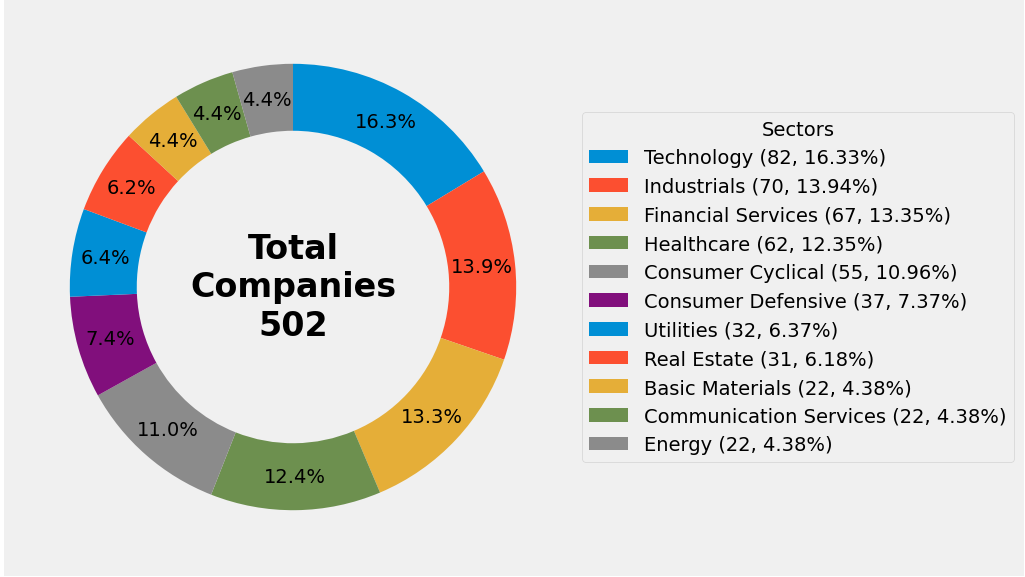 16.3%
13.9%
13.3%
12.4%
11.0%
7.4%
6.4%
6.2%
4.4%
4.4%
4.4%
Total
Companies
502
Sectors
Technology (82, 16.33%)
Industrials (70, 13.94%)
Financial Services (67, 13.35%)
Healthcare (62, 12.35%)
Consumer Cyclical (55, 10.96%)
Consumer Defensive (37, 7.37%)
Utilities (32, 6.37%)
Real Estate (31, 6.18%)
Basic Materials (22, 4.38%)
Communication Services (22, 4.38%)
Energy (22, 4.38%)